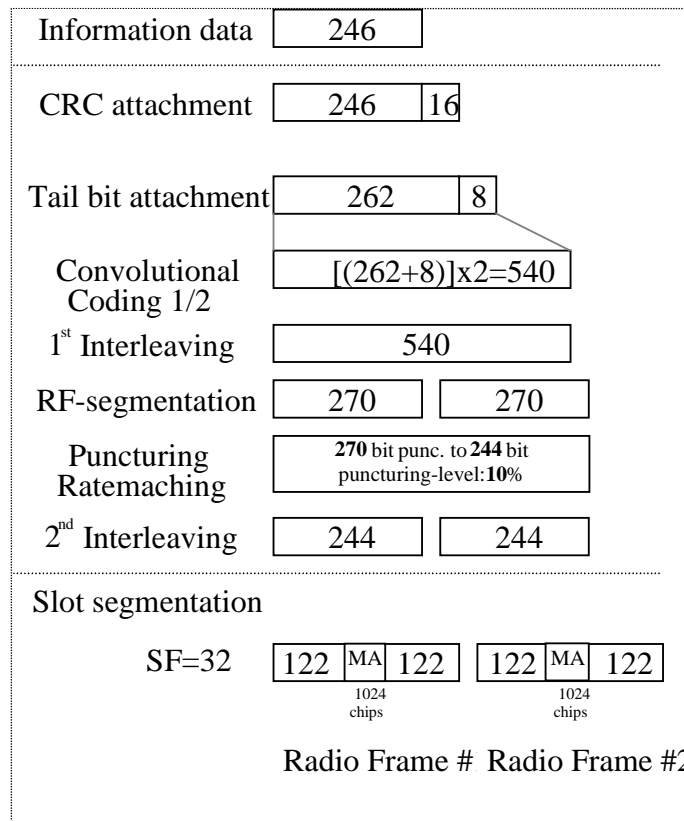 Information data 246
CRC attachment 246 16
Tail bit attachment 262 8
Convolutional [(262+8)]x2=540
Coding 1/2
1st Interleaving 540
RF-segmentation 270 270
Puncturing 270 bit punc. to 244 bit
Ratemaching puncturing-level:10%
2nd Interleaving 244 244
Slot segmentation
SF=32 122 MA 122 122 MA 122
1024 1024
chips chips
Radio Frame # Radio Frame #2